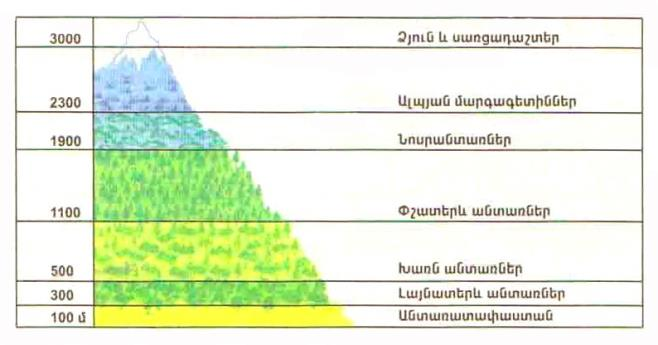 3000 Ձյուն և սառցադաշտեր
2300 Ալպյան մարգագետիններ
1900 Նոսրանտառներ
1100 Փշատերև անտառներ
500 Խառն անտառներ
300 Լայնատերև անտառներ
100 մ Անտառատափաստան